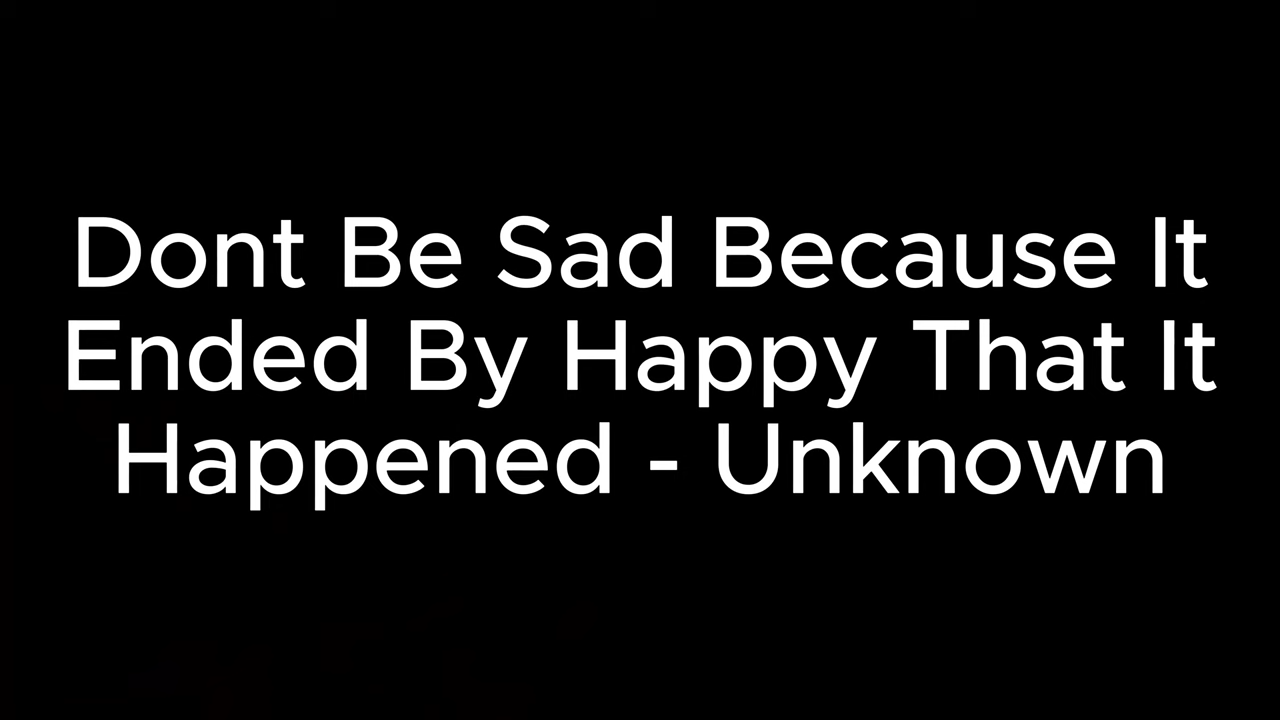 Dont Be Sad Because It
Ended By Happy That It
Happened - Unknown